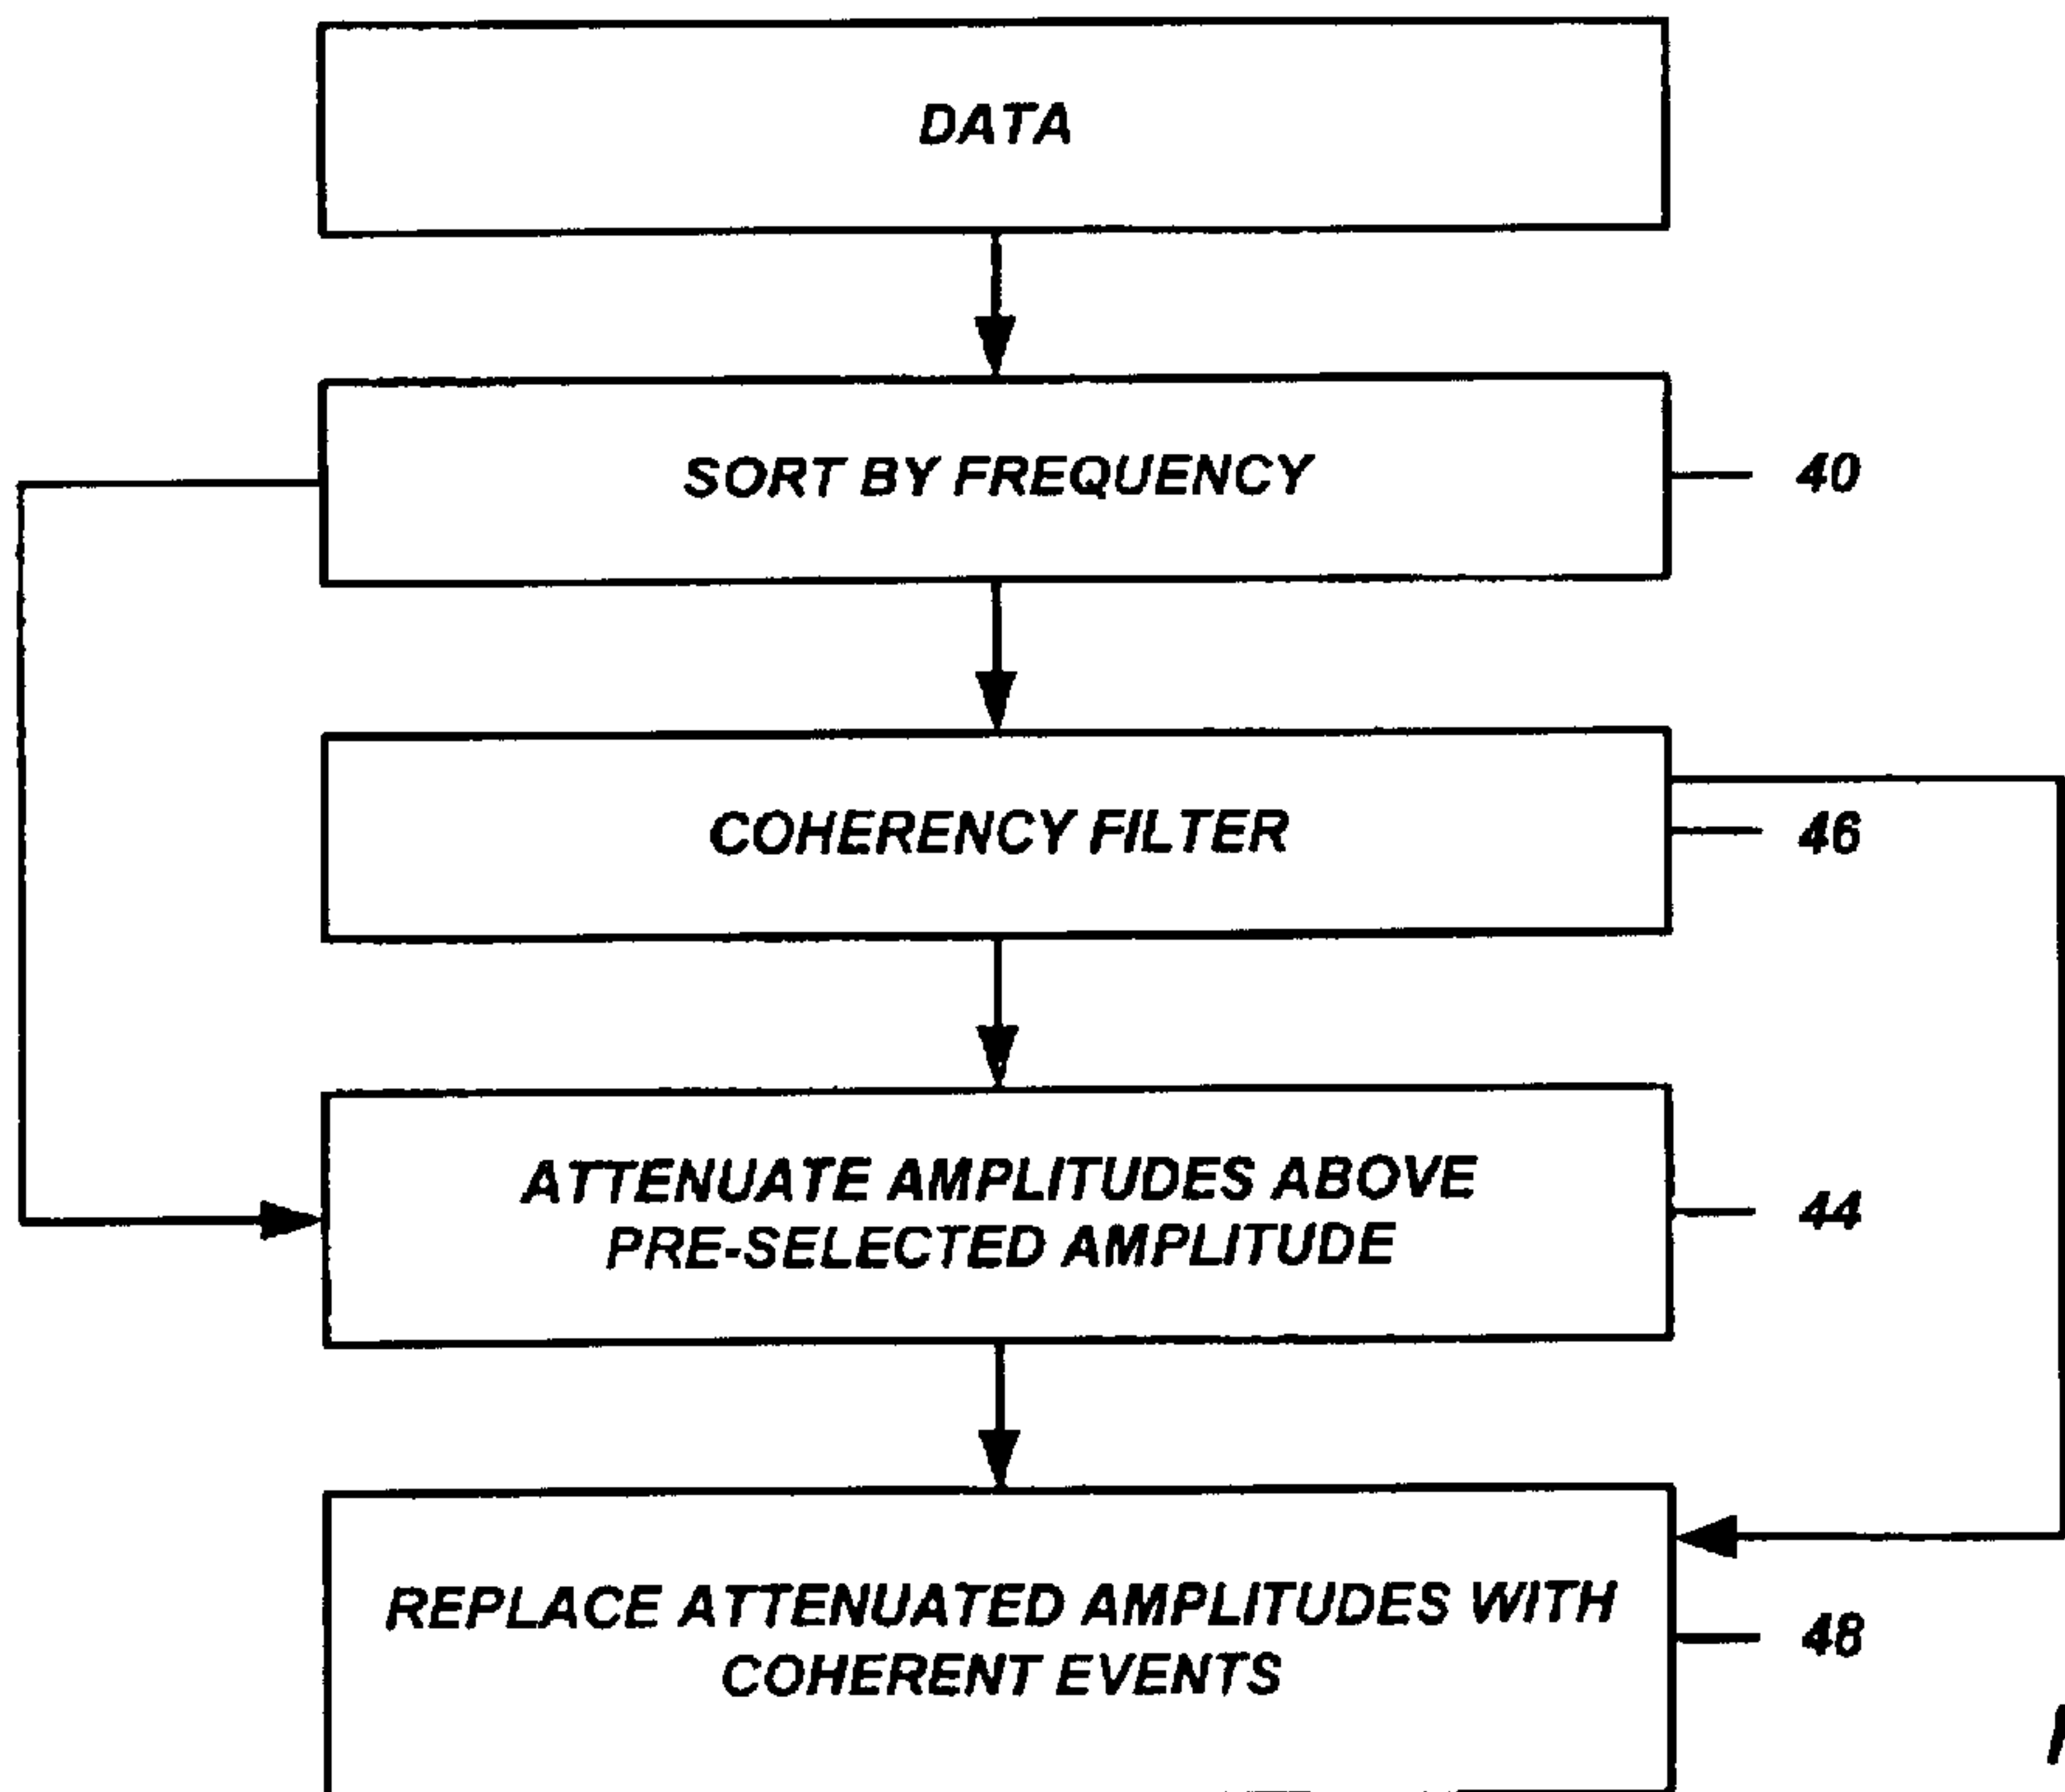 DATA
SORT BY FREQUENCY
40
COHERENCY FILTER
46
ATTENUATE AMPLITUDES ABOVE
PRE-SELECTED AMPLITUDE
44
REPLACE ATTENUATED AMPLITUDES WITH
COHERENT EVENTS
48